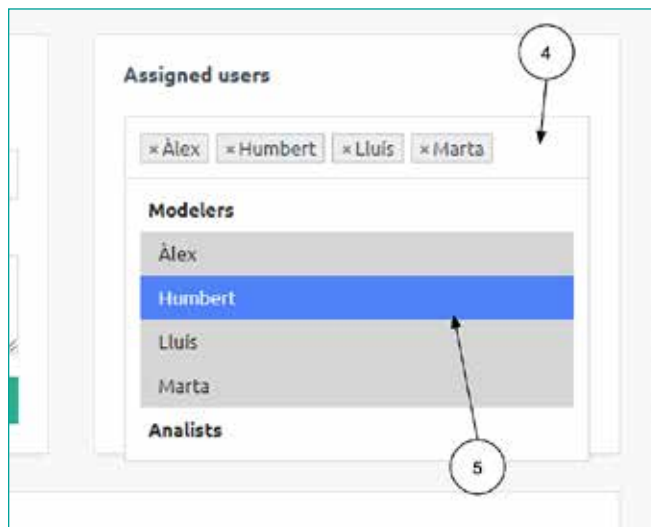 4
Assigned users
×Àlex ×Humbert ×Lluís ×Marta
Modelers
Àlex
Humbert
Lluís
Marta
Analists
5